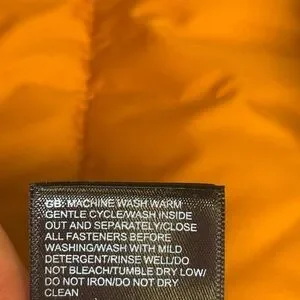 GB: MACHINE WASH WARM
GENTLE CYCLE/WASH INSIDE
OUT AND SEPARATELY/CLOSE
ALL FASTENERS BEFORE
WASHING/WASH WITH MILD
DETERGENT/RINSE WELL/DO
NOT BLEACH/TUMBLE DRY LOW/
DO NOT IRON/DO NOT DRY
CLEAN